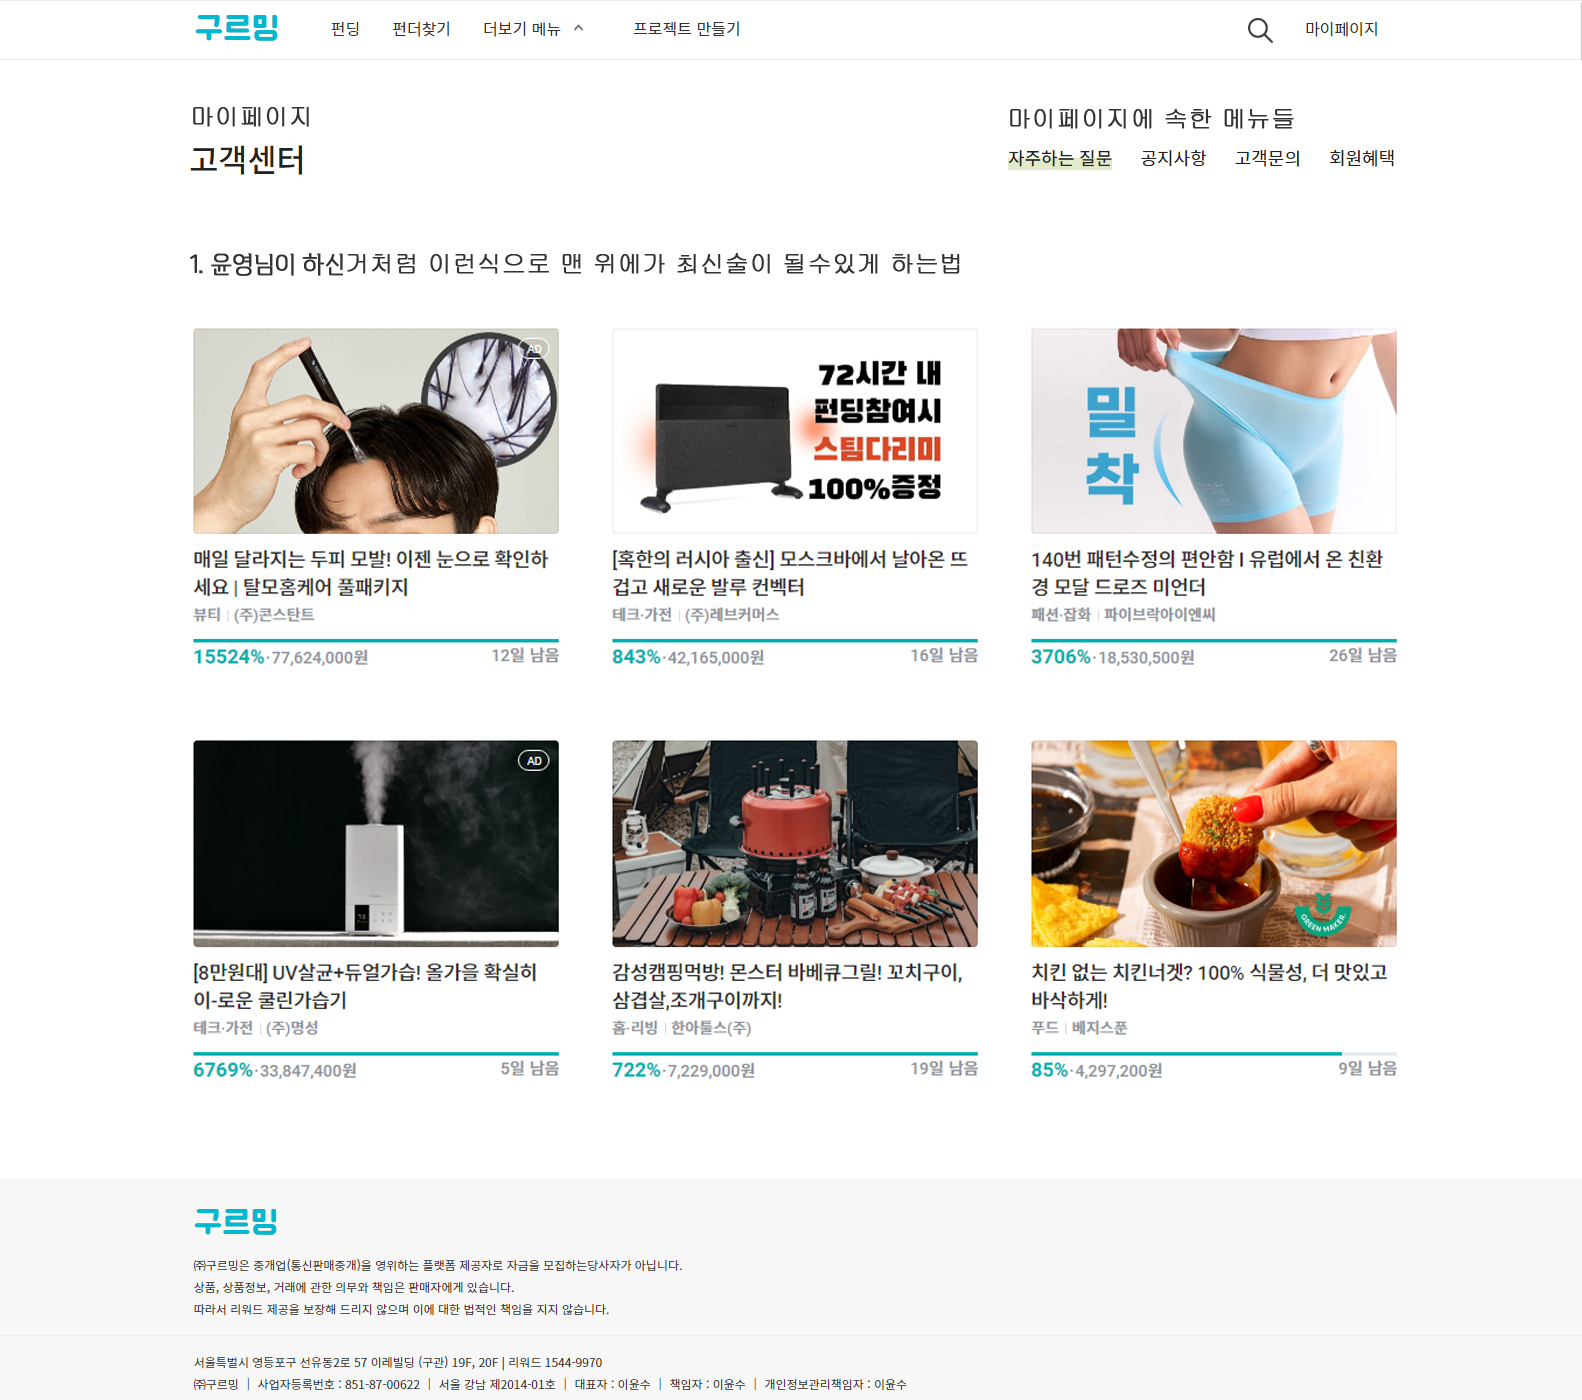 구르밍
펀딩
펀더찾기
더보기 메뉴
프로젝트 만들기
마이페이지
마이페이지
고객센터
마이페이지에 속한 메뉴들
자주하는 질문
공지사항
고객문의
회원혜택
1. 윤영님이 하신거처럼 이런식으로 맨 위에가 최신술이 될수있게 하는법
AD
매일 달라지는 두피 모발! 이젠 눈으로 확인하
세요 | 탈모홈케어 풀패키지
뷰티 | (주)콘스탄트
15524%·77,624,000원
12일 남음
72시간 내
펀딩참여시
스팀다리미
100%증정
[혹한의 러시아 출신] 모스크바에서 날아온 뜨
겁고 새로운 발루 컨벡터
테크·가전 | (주)레브커머스
843%·42,165,000원
16일 남음
밀
착
140번 패턴수정의 편안함 I 유럽에서 온 친환
경 모달 드로즈 미언더
패션·잡화 | 파이브락아이엔씨
3706%·18,530,500원
26일 남음
AD
[8만원대] UV살균+듀얼가습! 올가을 확실히
이-로운 쿨린가습기
테크·가전 | (주)명성
6769%·33,847,400원
5일 남음
감성캠핑먹방! 몬스터 바베큐그릴! 꼬치구이,
삼겹살,조개구이까지!
홈·리빙 | 한아툴스(주)
722%·7,229,000원
19일 남음
GREEN MAKER.
치킨 없는 치킨너겟? 100% 식물성, 더 맛있고
바삭하게!
푸드 | 베지스푼
85%·4,297,200원
9일 남음
구르밍
㈜구르밍은 중개업(통신판매중개)을 영위하는 플랫폼 제공자로 자금을 모집하는당사자가 아닙니다.
상품, 상품정보, 거래에 관한 의무와 책임은 판매자에게 있습니다.
따라서 리워드 제공을 보장해 드리지 않으며 이에 대한 법적인 책임을 지지 않습니다.
서울특별시 영등포구 선유동2로 57 이레빌딩 (구관) 19F, 20F | 리워드 1544-9970
㈜구르밍 | 사업자등록번호 : 851-87-00622 | 서울 강남 제2014-01호 | 대표자 : 이윤수 | 책임자 : 이윤수 | 개인정보관리책임자 : 이윤수